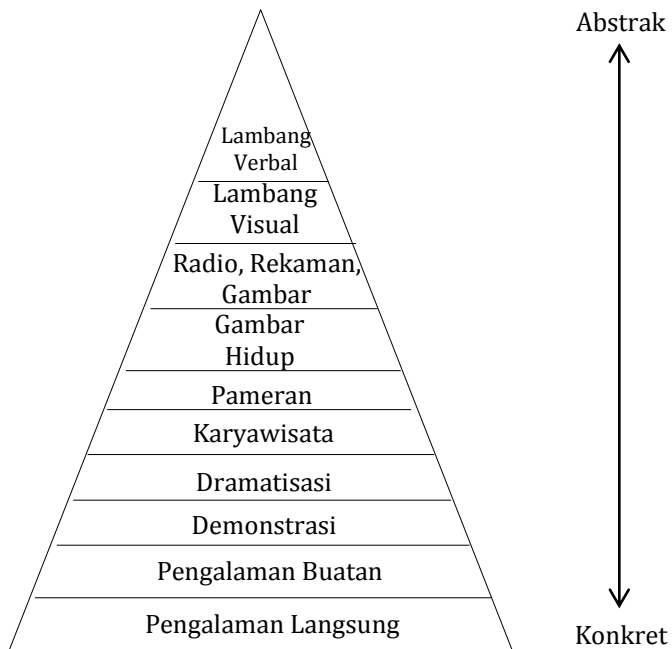 Abstrak
Lambang
Verbal
Lambang
Visual
Radio, Rekaman,
Gambar
Gambar
Hidup
Pameran
Karyawisata
Dramatisasi
Demonstrasi
Pengalaman Buatan
Pengalaman Langsung
Konkret